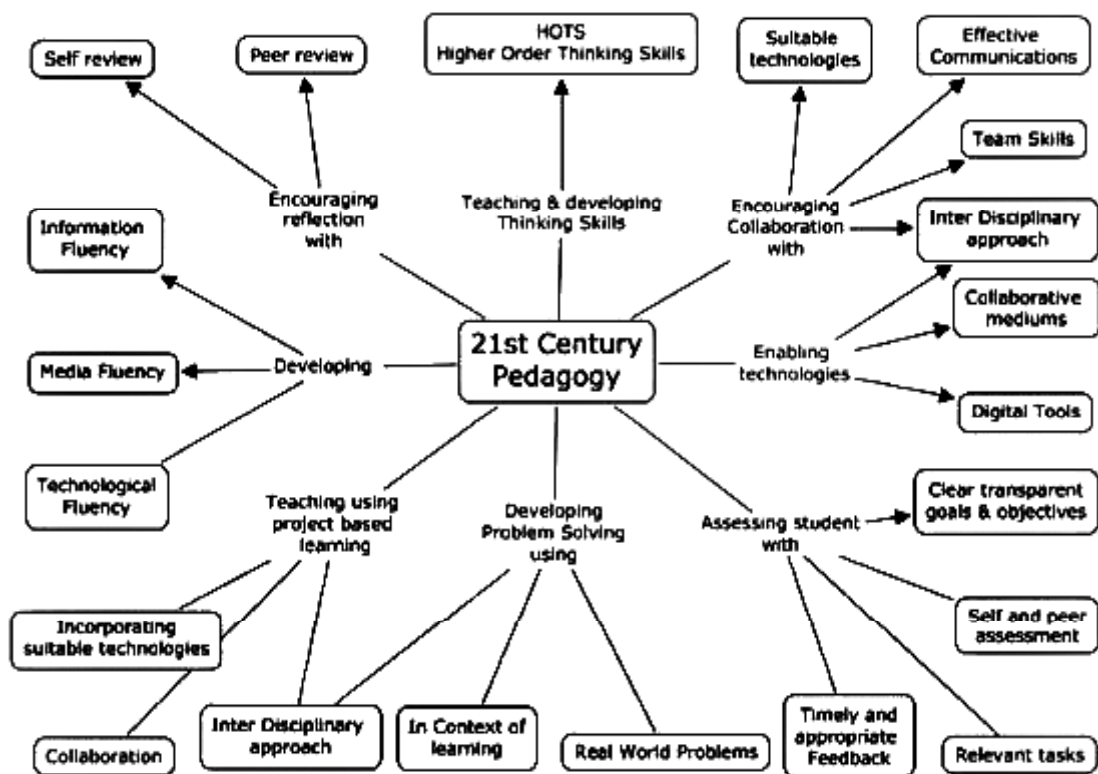 HOTS
Higher Order Thinking Skills
Self review
Peer review
Suitable
technologies
Effective
Communications
Team Skills
Encouraging
reflection
with
Teaching & developing
Thinking Skills
Encouraging
Collaboration
with
Inter Disciplinary
approach
Information
Fluency
Collaborative
mediums
21st Century
Pedagogy
Media Fluency
Developing
Enabling
technologies
Digital Tools
Technological
Fluency
Teaching using
project based
learning
Developing
Problem Solving
using
Assessing student
with
Clear transparent
goals & objectives
Incorporating
suitable technologies
Self and peer
assessment
Collaboration
Inter Disciplinary
approach
In Context of
learning
Real World Problems
Timely and
appropriate
Feedback
Relevant tasks